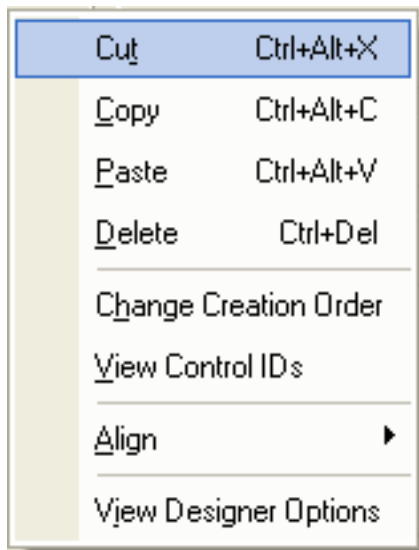 Cut Ctrl+Alt+X
Copy Ctrl+Alt+C
Paste Ctrl+Alt+V
Delete Ctrl+Del
Change Creation Order
View Control IDs
Align
View Designer Options